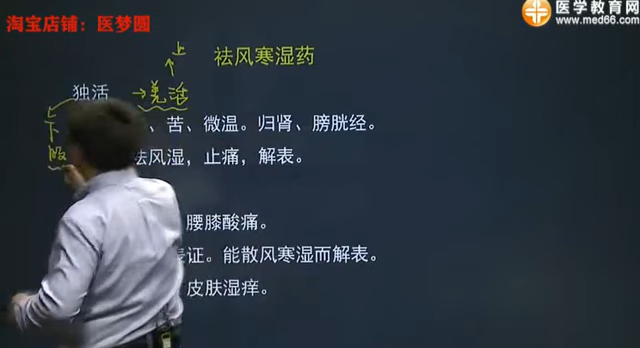 淘宝店铺：医梦圆
医学教育网
www.med66.com
上
祛风寒湿药
独活 → 羌活
下
、苦、微温。归肾、膀胱经。
股
祛风湿，止痛，解表。
腰膝酸痛。
表证。能散风寒湿而解表。
皮肤湿痒。